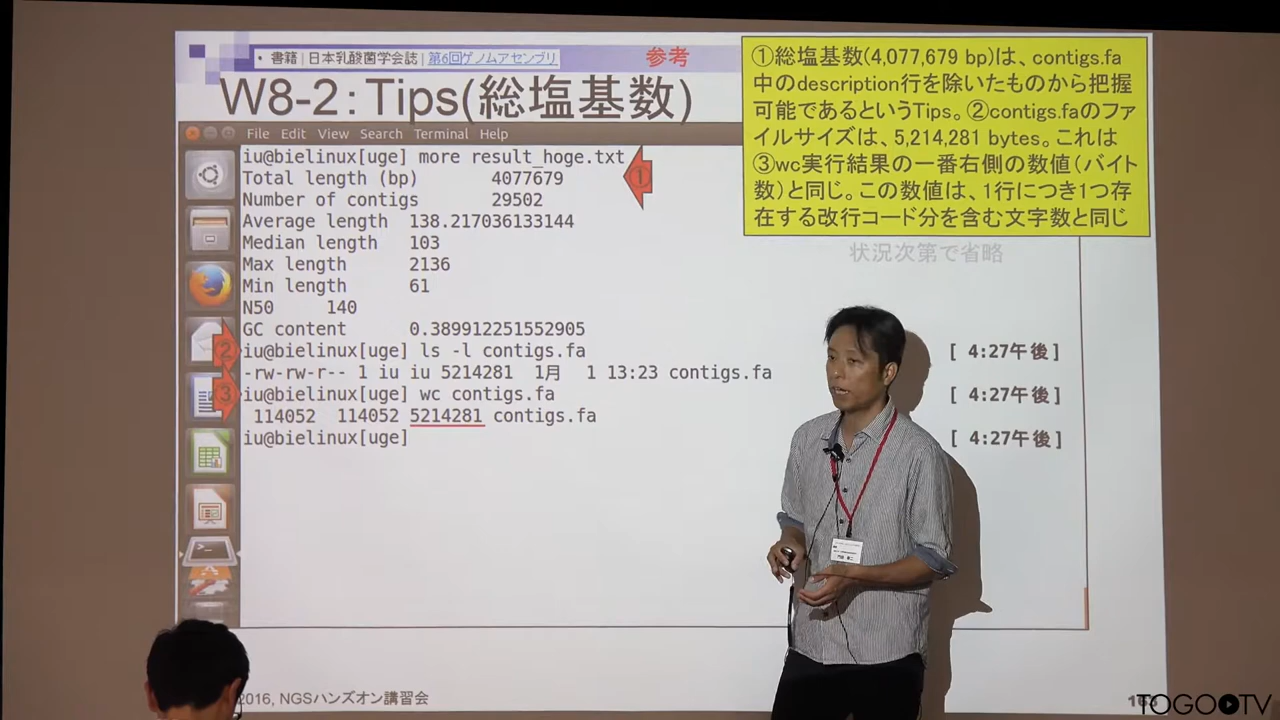 • 書籍 | 日本乳酸菌学会誌 | 第6回ゲノムアセンブリ
参考
W8-2：Tips(総塩基数)
①総塩基数(4,077,679 bp)は、contigs.fa
中のdescription行を除いたものから把握
可能であるというTips。②contigs.faのファ
イルサイズは、5,214,281 bytes。これは
③wc実行結果の一番右側の数値（バイト
数）と同じ。この数値は、1行につき1つ存
在する改行コード分を含む文字数と同じ
状況次第で省略
File Edit View Search Terminal Help
iu@bielinux[uge] more result_hoge.txt
①
Total length (bp) 4077679
Number of contigs 29502
Average length 138.217036133144
Median length 103
Max length 2136
Min length 61
N50 140
GC content 0.389912251552905
② iu@bielinux[uge] ls -l contigs.fa [ 4:27午後]
-rw-rw-r-- 1 iu iu 5214281 1月 1 13:23 contigs.fa
③ iu@bielinux[uge] wc contigs.fa [ 4:27午後]
114052 114052 5214281 contigs.fa
iu@bielinux[uge] [ 4:27午後]
2016, NGSハンズオン講習会
TOGOTV